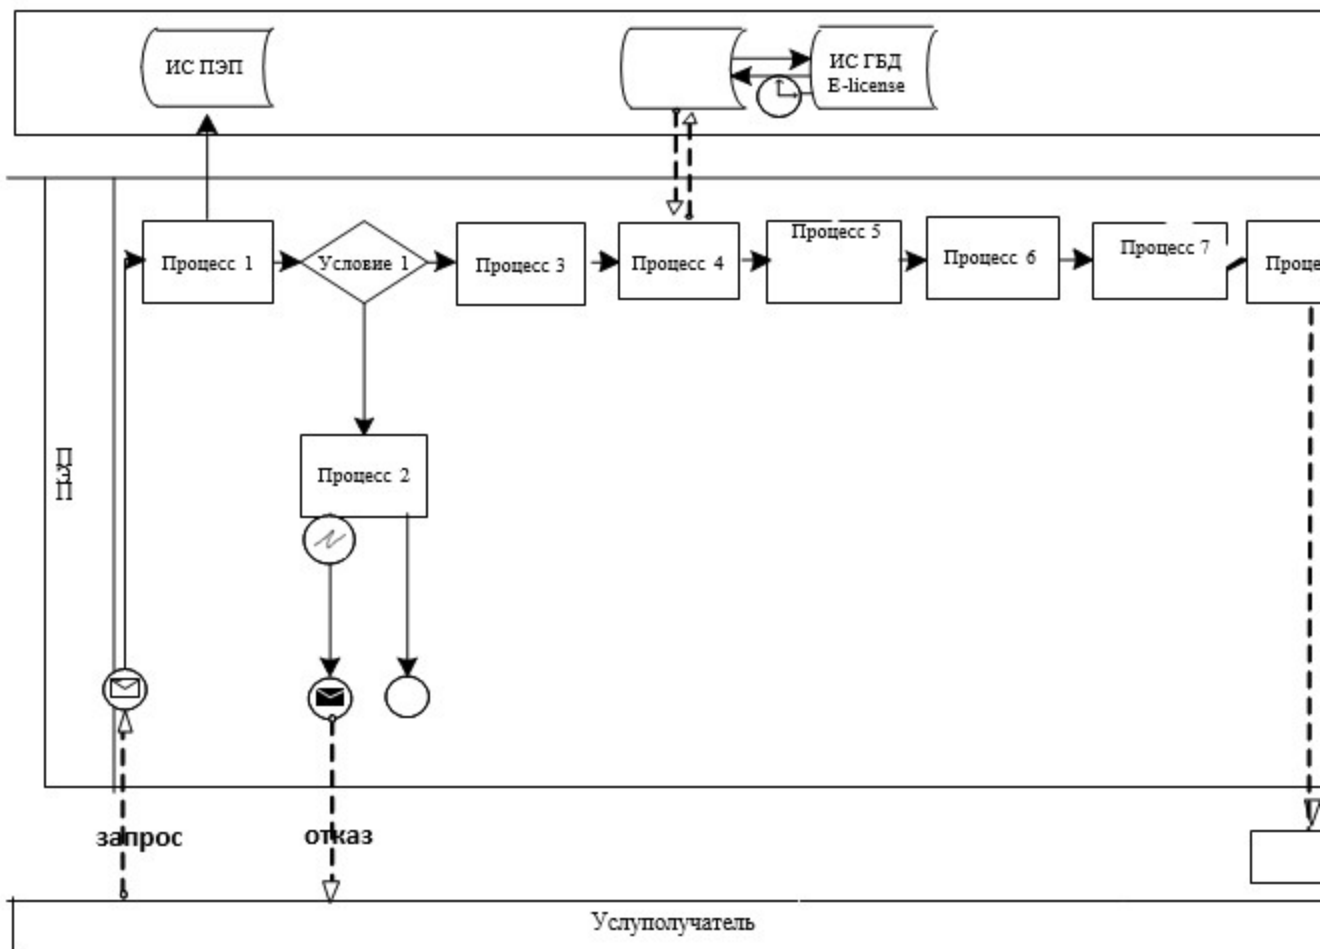 ИС ПЭП
ИС ГБД
E-license
Процесс 1
Условие 1
Процесс 3
Процесс 4
Процесс 5
Процесс 6
Процесс 7
Проце
Процесс 2
ПЭП
запрос
отказ
Услуполучатель